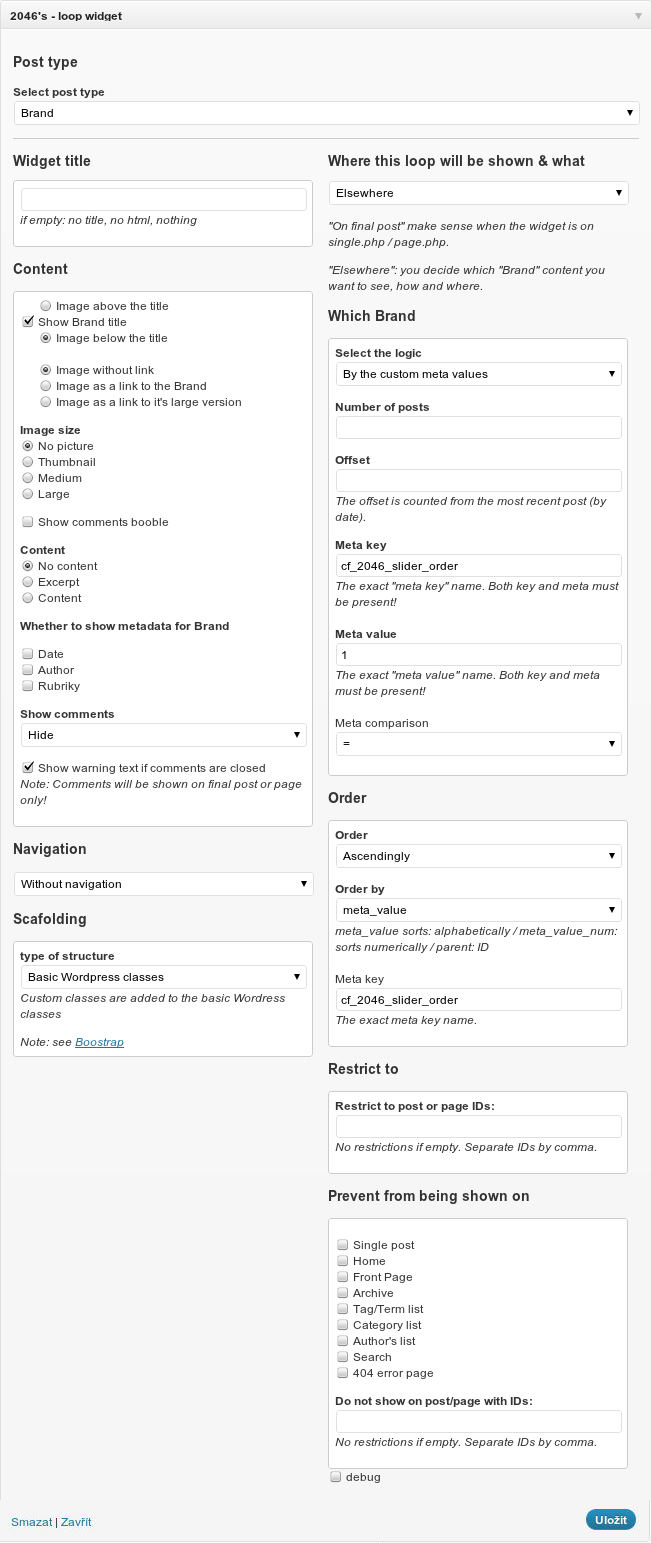 2046's - loop widget
Post type
Select post type
Brand
Widget title
if empty: no title, no html, nothing
Content
Image above the title
Show Brand title
Image below the title
Image without link
Image as a link to the Brand
Image as a link to it's large version
Image size
No picture
Thumbnail
Medium
Large
Show comments booble
Content
No content
Excerpt
Content
Whether to show metadata for Brand
Date
Author
Rubriky
Show comments
Hide
Show warning text if comments are closed
Note: Comments will be shown on final post or page
only!
Navigation
Without navigation
Scafolding
type of structure
Basic Wordpress classes
Custom classes are added to the basic Wordress
classes
Note: see Boostrap
Where this loop will be shown & what
Elsewhere
"On final post" make sense when the widget is on
single.php / page.php.
"Elsewhere": you decide which "Brand" content you
want to see, how and where.
Which Brand
Select the logic
By the custom meta values
Number of posts
Offset
The offset is counted from the most recent post (by
date).
Meta key
cf_2046_slider_order
The exact "meta key" name. Both key and meta must
be present!
Meta value
1
The exact "meta value" name. Both key and meta
must be present!
Meta comparison
=
Order
Order
Ascendingly
Order by
meta_value
meta_value sorts: alphabetically / meta_value_num:
sorts numerically / parent: ID
Meta key
cf_2046_slider_order
The exact meta key name.
Restrict to
Restrict to post or page IDs:
No restrictions if empty. Separate IDs by comma.
Prevent from being shown on
Single post
Home
Front Page
Archive
Tag/Term list
Category list
Author's list
Search
404 error page
Do not show on post/page with IDs:
No restrictions if empty. Separate IDs by comma.
debug
Smazat | Zavřít
Uložit